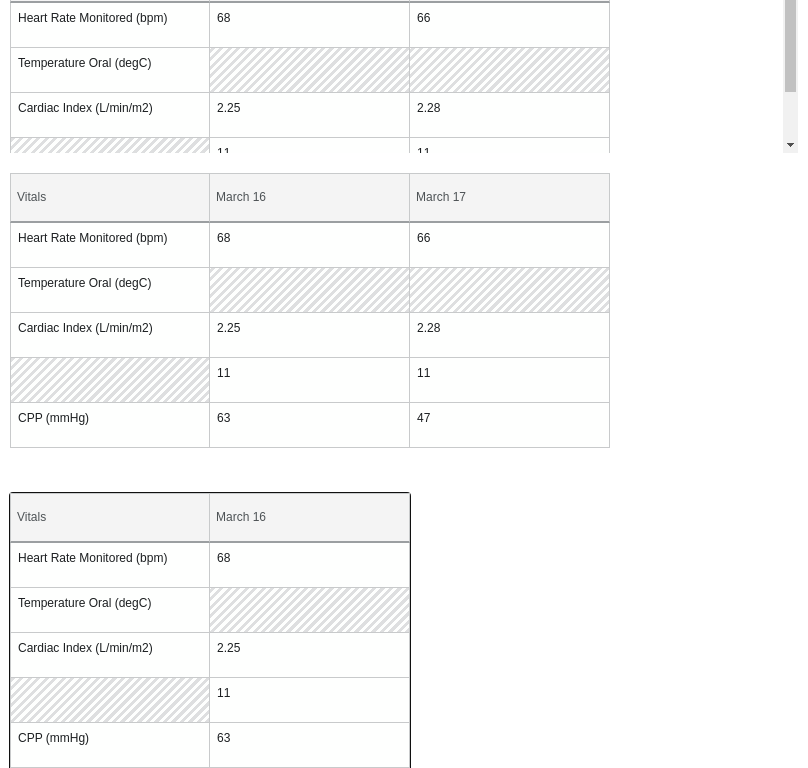 Heart Rate Monitored (bpm) 68 66
Temperature Oral (degC)
Cardiac Index (L/min/m2) 2.25 2.28
11 11
Vitals March 16 March 17
Heart Rate Monitored (bpm) 68 66
Temperature Oral (degC)
Cardiac Index (L/min/m2) 2.25 2.28
11 11
CPP (mmHg) 63 47
Vitals March 16
Heart Rate Monitored (bpm) 68
Temperature Oral (degC)
Cardiac Index (L/min/m2) 2.25
11
CPP (mmHg) 63